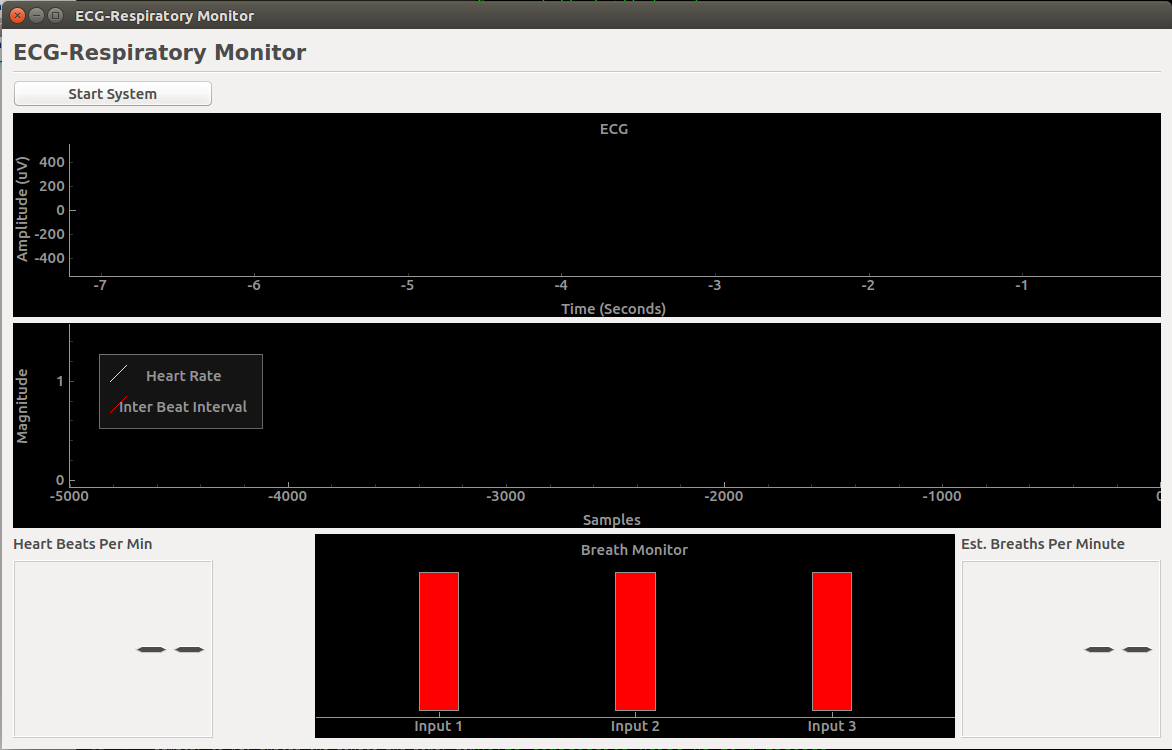 ECG-Respiratory Monitor
ECG-Respiratory Monitor
Start System
ECG
Amplitude (uV)
400
200
0
-200
-400
-7 -6 -5 -4 -3 -2 -1
Time (Seconds)
Magnitude
1
0
Heart Rate
Inter Beat Interval
-5000 -4000 -3000 -2000 -1000 0
Samples
Heart Beats Per Min
--
Breath Monitor
Input 1 Input 2 Input 3
Est. Breaths Per Minute
--